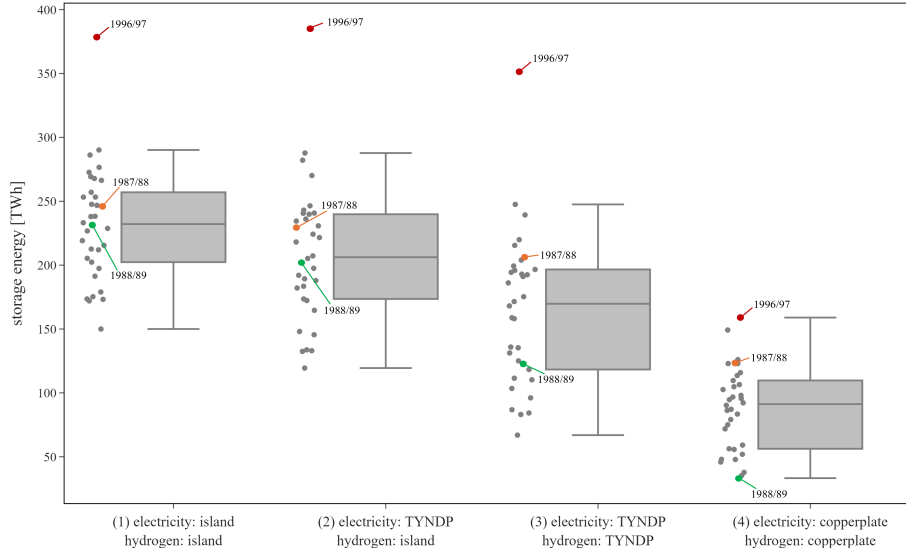 400
350
300
250
200
150
100
50
storage energy [TWh]
1996/97
1987/88
1988/89
1996/97
1987/88
1988/89
1996/97
1987/88
1988/89
1996/97
1987/88
1988/89
(1) electricity: island
hydrogen: island
(2) electricity: TYNDP
hydrogen: island
(3) electricity: TYNDP
hydrogen: TYNDP
(4) electricity: copperplate
hydrogen: copperplate